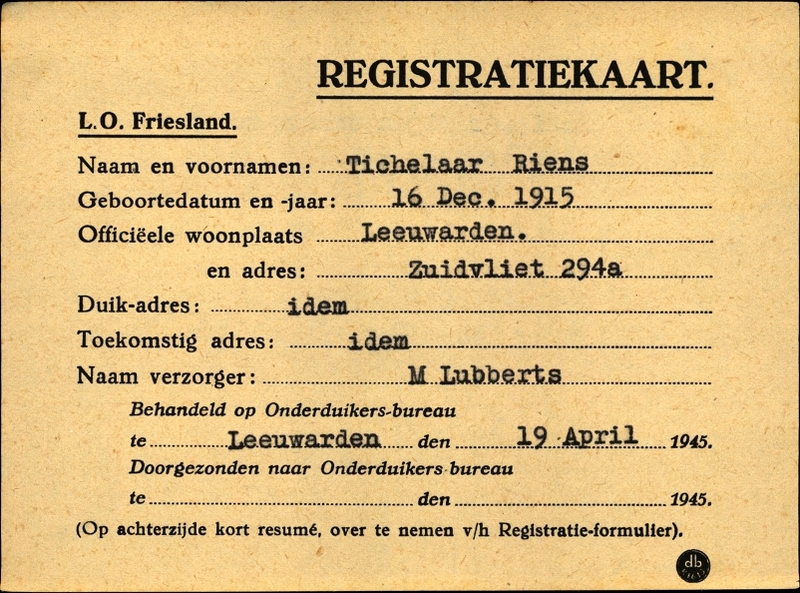 REGISTRATIEKAART.
L.O. Friesland.
Naam en voornamen: Tichelaar Riens
Geboortedatum en -jaar: 16 Dec. 1915
Officiëele woonplaats Leeuwarden.
en adres: Zuidvliet 294a
Duik-adres: idem
Toekomstig adres: idem
Naam verzorger: M Lubberts
Behandeld op Onderduikers-bureau
te Leeuwarden den 19 April 1945.
Doorgezonden naar Onderduikers bureau
te den 1945.
(Op achterzijde kort resumé, over te nemen v/h Registratie-formulier).
db